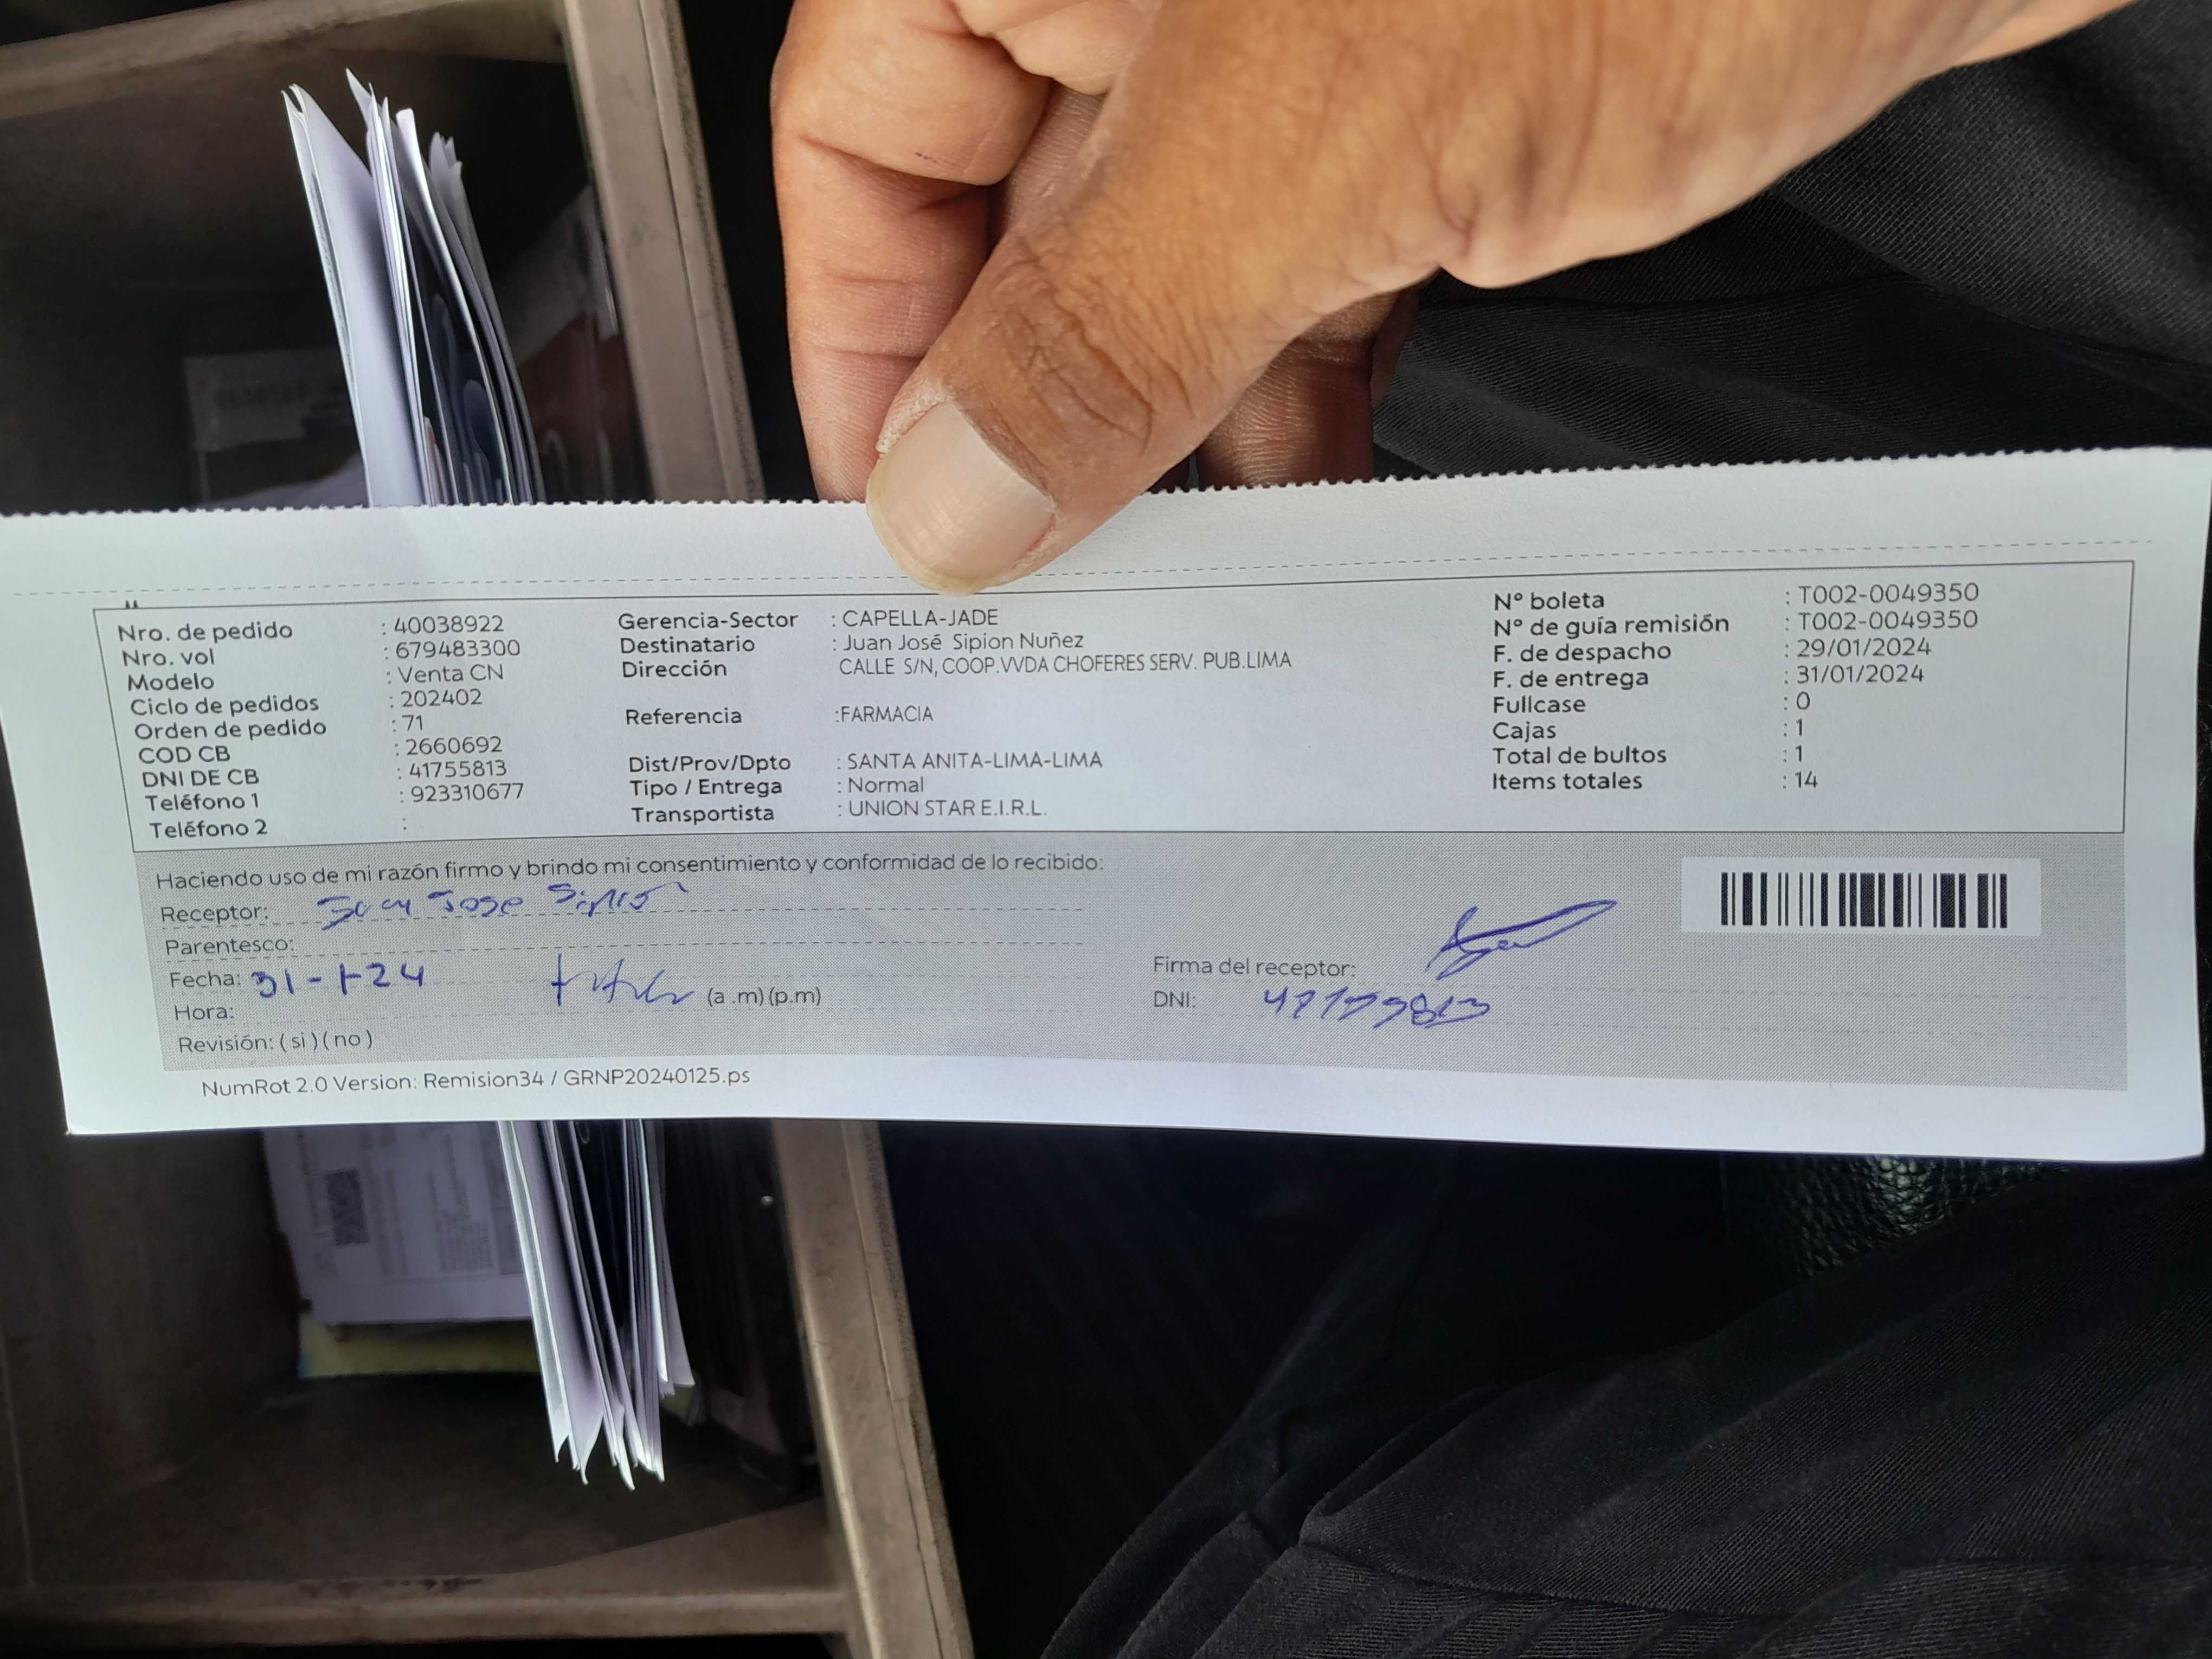 Nro. de pedido : 40038922
Nro. vol : 679483300
Modelo : Venta CN
Ciclo de pedidos : 202402
Orden de pedido : 71
COD CB : 2660692
DNI DE CB : 41755813
Teléfono 1 : 923310677
Teléfono 2 :
Gerencia-Sector : CAPELLA-JADE
Destinatario : Juan José Sipion Nuñez
Dirección CALLE S/N, COOP.VVDA CHOFERES SERV. PUB.LIMA
Referencia :FARMACIA
Dist/Prov/Dpto : SANTA ANITA-LIMA-LIMA
Tipo / Entrega : Normal
Transportista : UNION STAR E.I.R.L.
Nº boleta : T002-0049350
Nº de guía remisión : T002-0049350
F. de despacho : 29/01/2024
F. de entrega : 31/01/2024
Fullcase : 0
Cajas : 1
Total de bultos : 1
Items totales : 14
Haciendo uso de mi razón firmo y brindo mi consentimiento y conformidad de lo recibido:
Receptor: Juan Jose Sipion
Parentesco:
Fecha: 31-1-24
Hora: (a .m) (p.m)
Revisión: ( si ) ( no )
Firma del receptor:
DNI:
NumRot 2.0 Version: Remision34 / GRNP20240125.ps